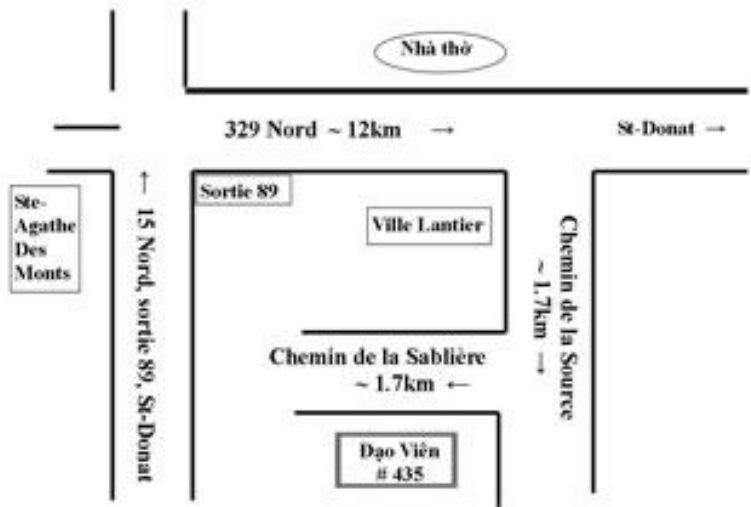 Nhà thờ
329 Nord ~ 12km →
St-Donat →
Sortie 89
Ste-
Agathe
Des
Monts
← 15 Nord, sortie 89, St-Donat
Ville Lantier
Chemin de la Source
~ 1.7km →
Chemin de la Sablière
~ 1.7km ←
Đạo Viên
# 435